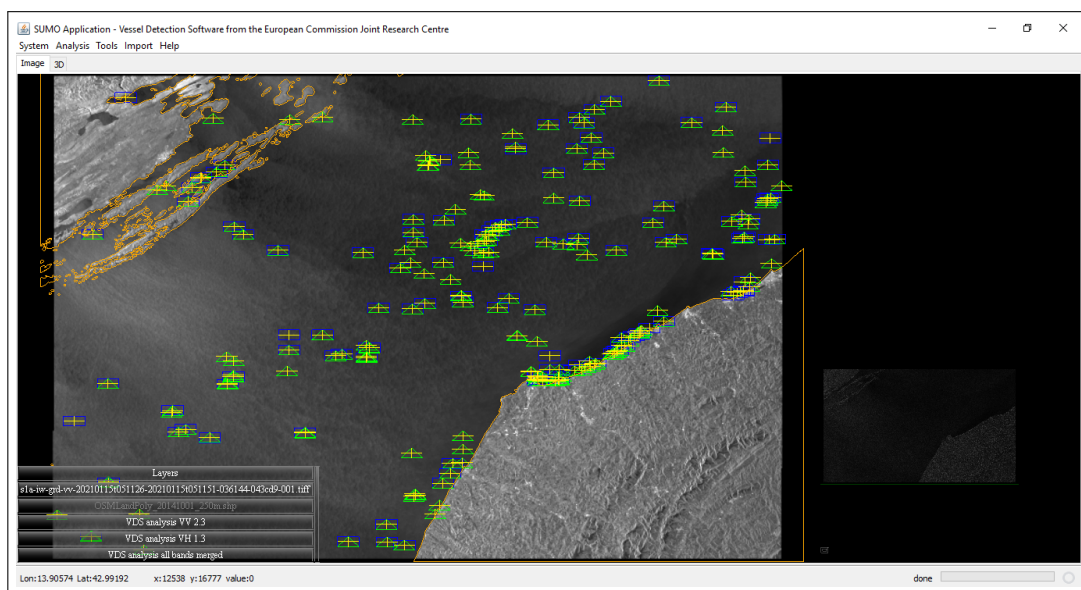 SUMO Application - Vessel Detection Software from the European Commission Joint Research Centre
System Analysis Tools Import Help
Image 3D
Layers
s1a-iw-grd-vv-20210115t051126-20210115t051151-036144-043cd9-001.tiff
OSMLandPoly_20141001_250m.shp
VDS analysis VV 2.3
VDS analysis VH 1.3
VDS analysis all bands merged
Lon:13.90574 Lat:42.99192 x:12538 y:16777 value:0 done